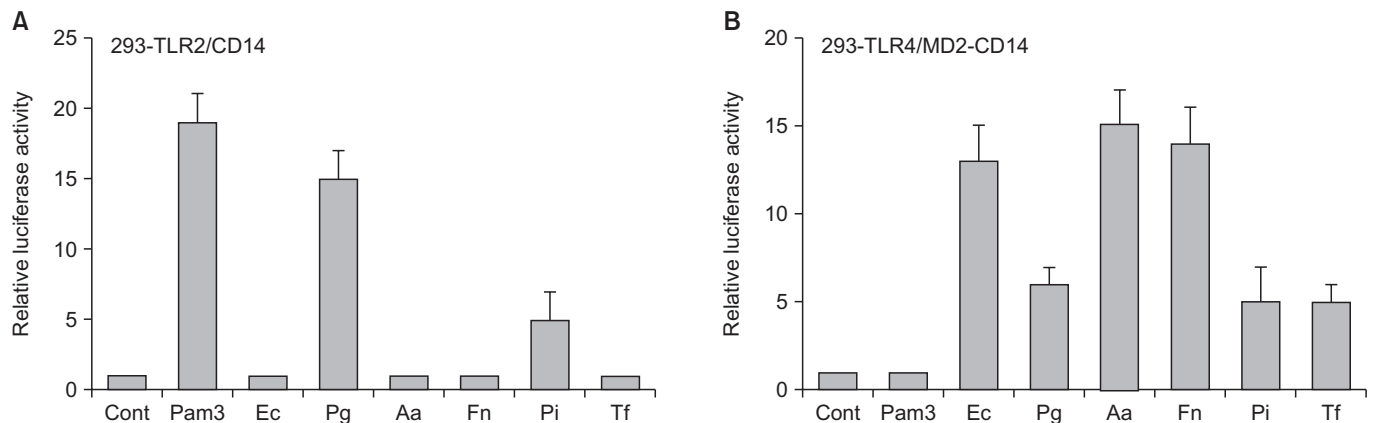 A
293-TLR2/CD14
Relative luciferase activity
25
20
15
10
5
0
Cont Pam3 Ec Pg Aa Fn Pi Tf
B
293-TLR4/MD2-CD14
Relative luciferase activity
20
15
10
5
0
Cont Pam3 Ec Pg Aa Fn Pi Tf